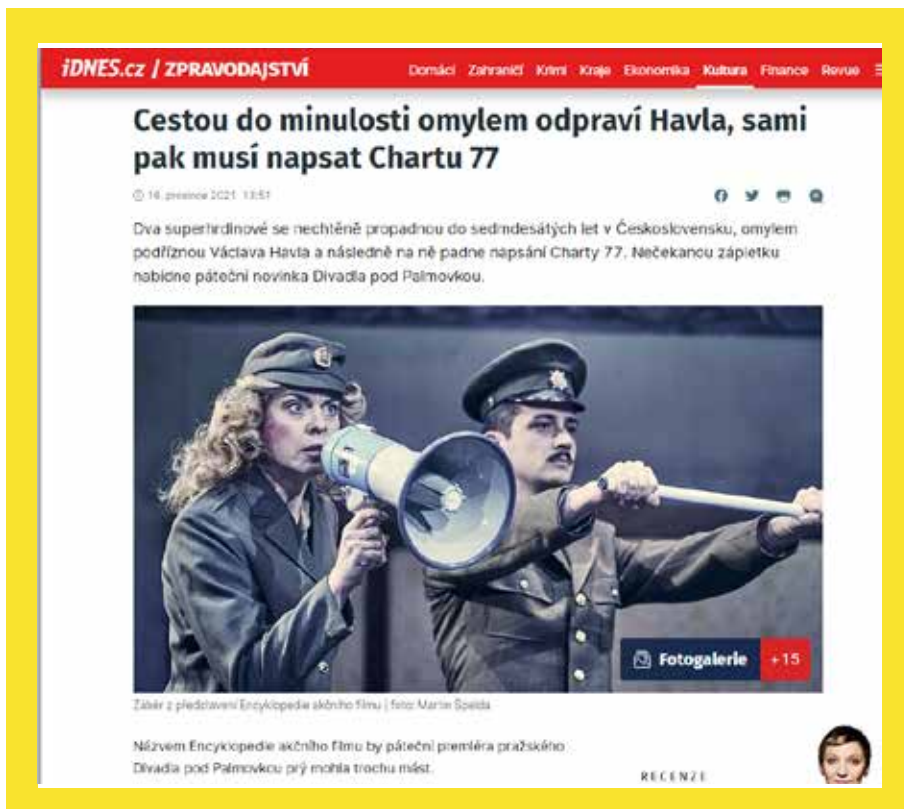 iDNES.cz / ZPRAVODAJSTVÍ
Domácí Zahraničí Krimi Kraje Ekonomika Kultura Finance Revue
Cestou do minulosti omylem odpraví Havla, sami
pak musí napsat Chartu 77
16. prosince 2021 13:51
Dva superhrdinové se nechtěně propadnou do sedmdesátých let v Československu, omylem
podříznou Václava Havla a následně na ně padne napsání Charty 77. Nečekanou zápletku
nabídne páteční novinka Divadla pod Palmovkou.
Fotogalerie +15
Záběr z představení Encyklopedie akčního filmu | foto: Martin Špelda
Názvem Encyklopedie akčního filmu by páteční premiéra pražského
Divadla pod Palmovkou prý mohla trochu mást.
RECENZE